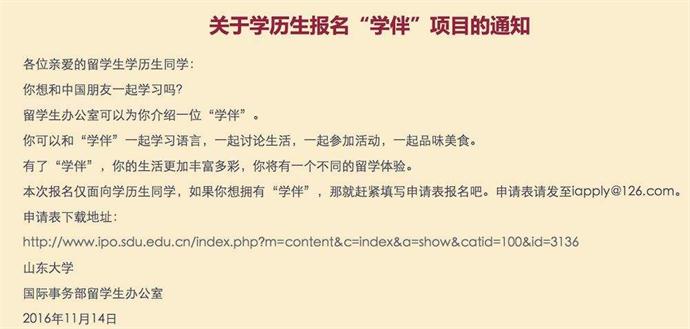 关于学历生报名“学伴”项目的通知
各位亲爱的留学生学历生同学：
你想和中国朋友一起学习吗?
留学生办公室可以为你介绍一位“学伴”。
你可以和“学伴”一起学习语言，一起讨论生活，一起参加活动，一起品味美食。
有了“学伴”，你的生活更加丰富多彩，你将有一个不同的留学体验。
本次报名仅面向学历生同学，如果你想拥有“学伴”，那就赶紧填写申请表报名吧。申请表请发至iapply@126.com。
申请表下载地址：
http://www.ipo.sdu.edu.cn/index.php?m=content&c=index&a=show&catid=100&id=3136
山东大学
国际事务部留学生办公室
2016年11月14日